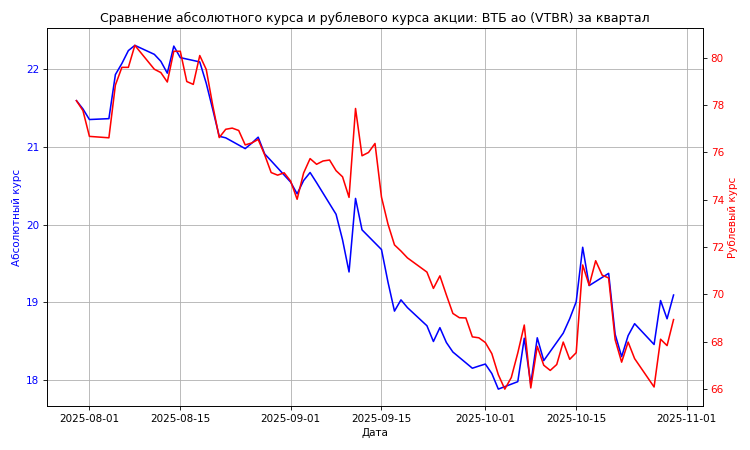 Сравнение абсолютного курса и рублевого курса акции: ВТБ ао (VTBR) за квартал
22
21
20
19
18
Абсолютный курс
80
78
76
74
72
70
68
66
Рублевый курс
2025-08-01 2025-08-15 2025-09-01 2025-09-15 2025-10-01 2025-10-15 2025-11-01
Дата